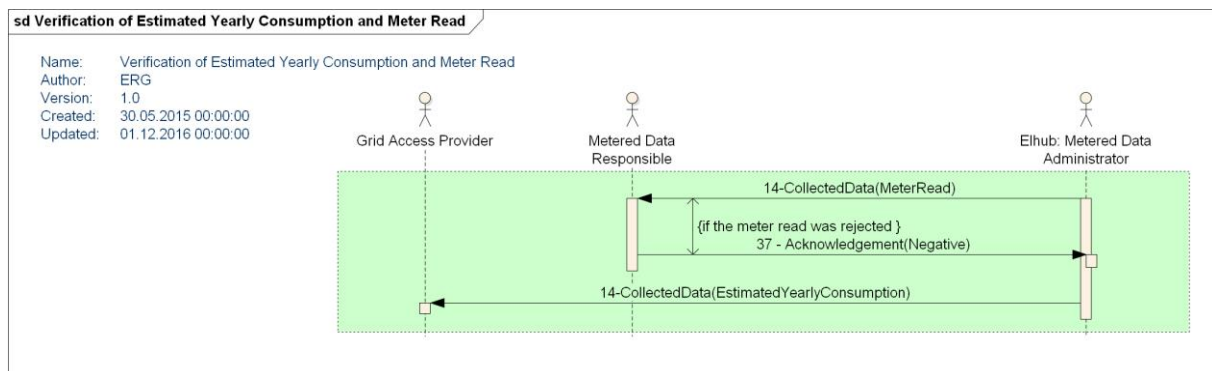 sd Verification of Estimated Yearly Consumption and Meter Read
Name: Verification of Estimated Yearly Consumption and Meter Read
Author: ERG
Version: 1.0
Created: 30.05.2015 00:00:00
Updated: 01.12.2016 00:00:00
Grid Access Provider
Metered Data
Responsible
Elhub: Metered Data
Administrator
14-CollectedData(MeterRead)
{if the meter read was rejected }
37 - Acknowledgement(Negative)
14-CollectedData(EstimatedYearlyConsumption)